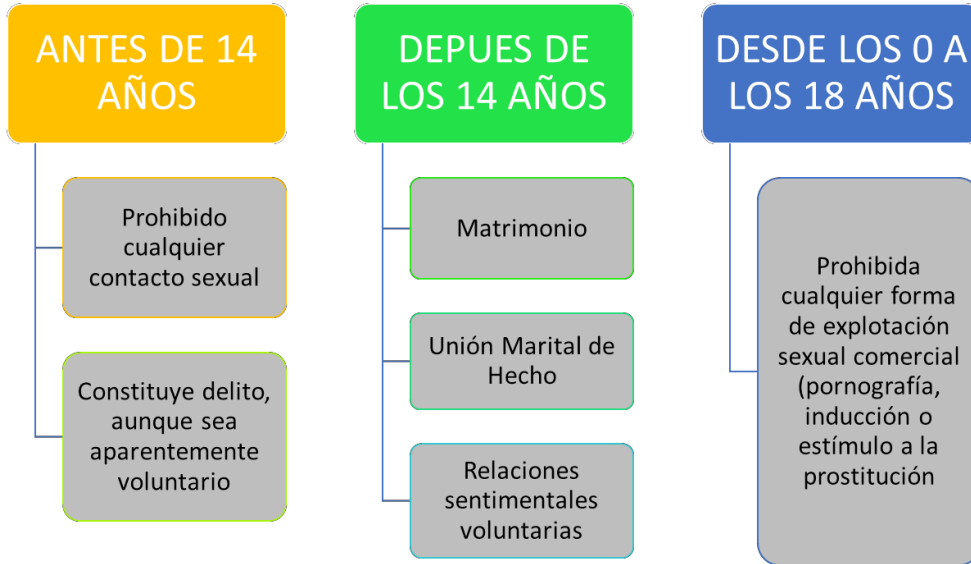 ANTES DE 14
AÑOS
Prohibido
cualquier
contacto sexual
Constituye delito,
aunque sea
aparentemente
voluntario
DEPUES DE
LOS 14 AÑOS
Matrimonio
Unión Marital de
Hecho
Relaciones
sentimentales
voluntarias
DESDE LOS 0 A
LOS 18 AÑOS
Prohibida
cualquier forma
de explotación
sexual comercial
(pornografía,
inducción o
estímulo a la
prostitución